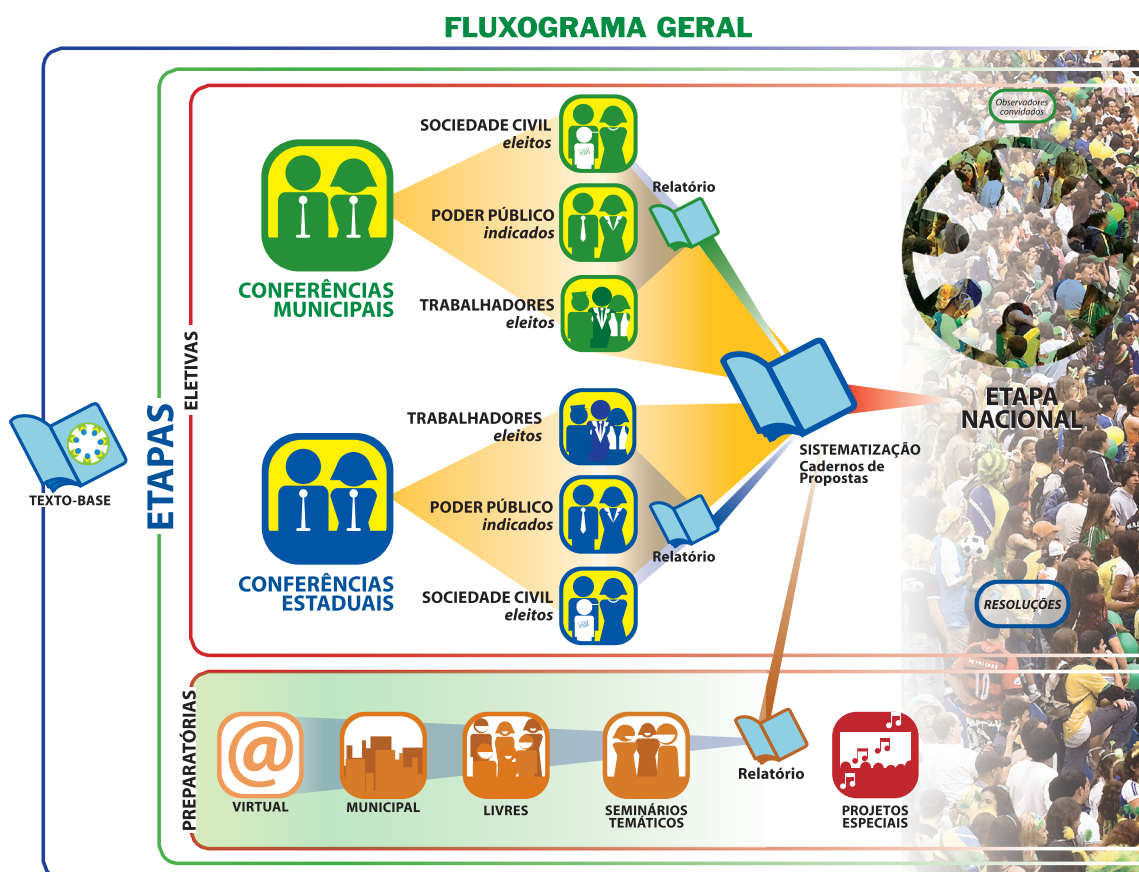 FLUXOGRAMA GERAL
Observadores
convidados
SOCIEDADE CIVIL
eleitos
Relatório
PODER PÚBLICO
indicados
CONFERÊNCIAS
MUNICIPAIS
TRABALHADORES
eleitos
ELETIVAS
ETAPAS
TEXTO-BASE
ETAPA
NACIONAL
TRABALHADORES
eleitos
SISTEMATIZAÇÃO
Cadernos de
Propostas
PODER PÚBLICO
indicados
Relatório
CONFERÊNCIAS
ESTADUAIS
SOCIEDADE CIVIL
eleitos
RESOLUÇÕES
PREPARATÓRIAS
@
VIRTUAL
MUNICIPAL
LIVRES
SEMINÁRIOS
TEMÁTICOS
Relatório
PROJETOS
ESPECIAIS
PETROBRAS
10